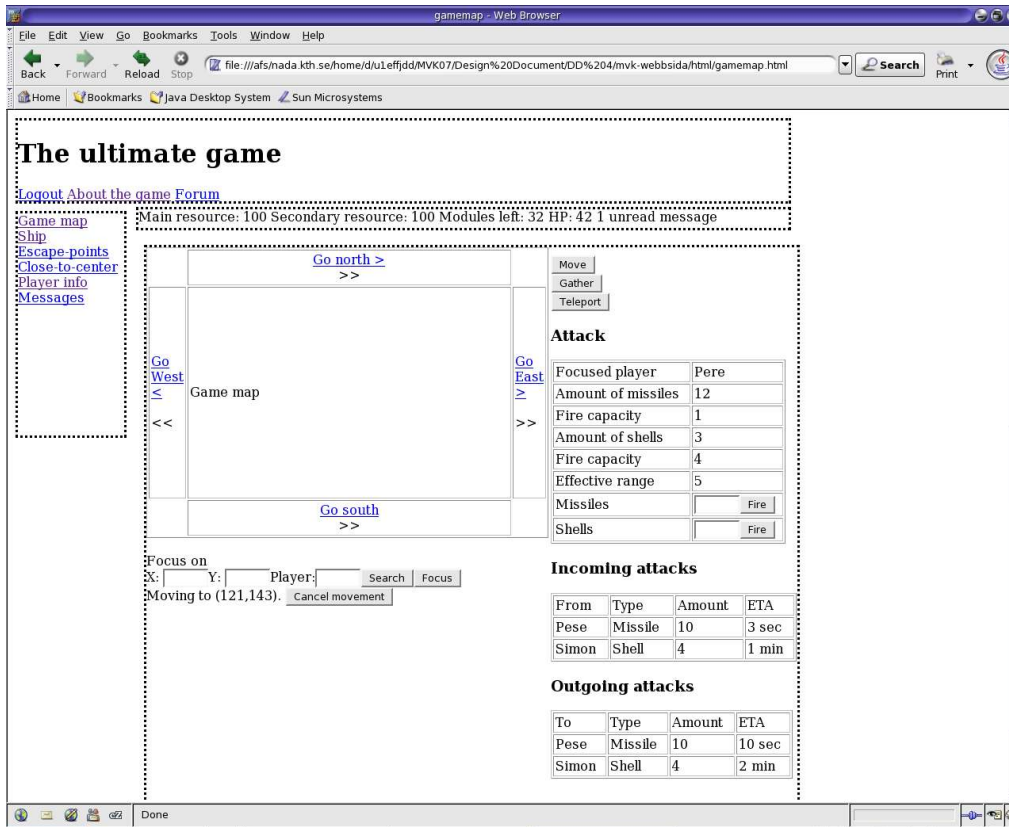 gamemap - Web Browser
File Edit View Go Bookmarks Tools Window Help
Back Forward Reload Stop file:///afs/nada.kth.se/home/d/u1effjdd/MVK07/Design%20Document/DD%204/mvk-webbsida/html/gamemap.html Search Print
Home Bookmarks Java Desktop System Sun Microsystems
The ultimate game
Logout About the game Forum
Main resource: 100 Secondary resource: 100 Modules left: 32 HP: 42 1 unread message
Game map
Ship
Escape-points
Close-to-center
Player info
Messages
Go north >
>>
Go
West
<
<<
Game map
Go
East
>
>>
Go south
>>
Focus on
X: Y: Player: Search Focus
Moving to (121,143). Cancel movement
Move
Gather
Teleport
Attack
Focused player Pere
Amount of missiles 12
Fire capacity 1
Amount of shells 3
Fire capacity 4
Effective range 5
Missiles Fire
Shells Fire
Incoming attacks
From Type Amount ETA
Pese Missile 10 3 sec
Simon Shell 4 1 min
Outgoing attacks
To Type Amount ETA
Pese Missile 10 10 sec
Simon Shell 4 2 min
Done